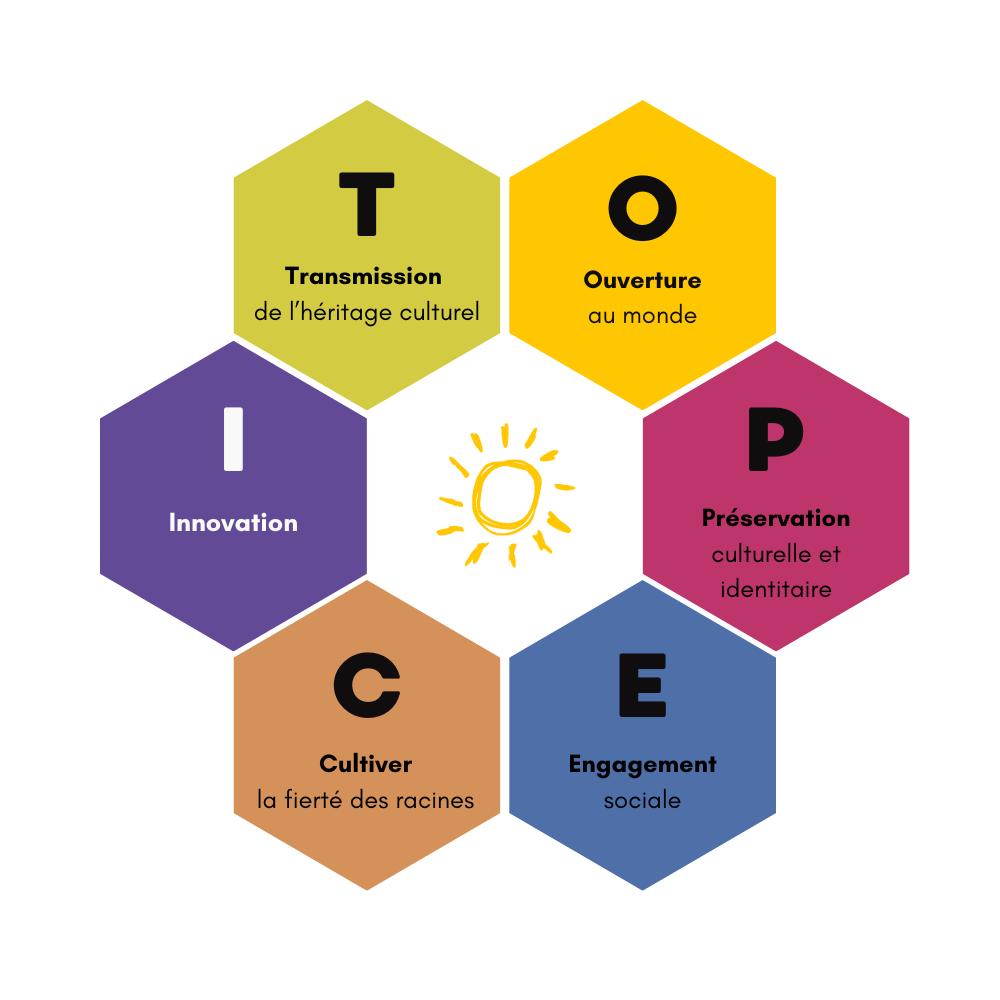 T
Transmission
de l’héritage culturel
O
Ouverture
au monde
I
Innovation
P
Préservation
culturelle et
identitaire
C
Cultiver
la fierté des racines
E
Engagement
sociale